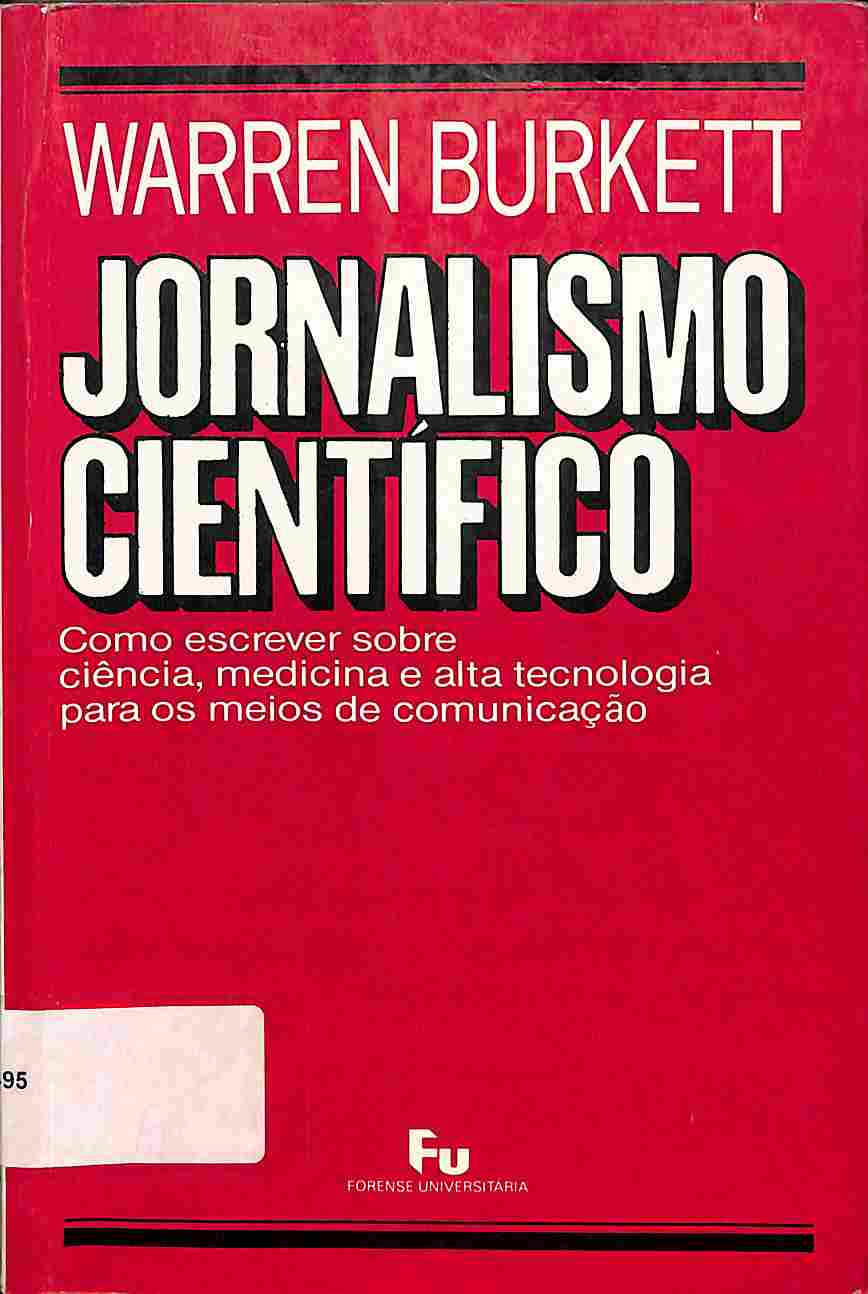 WARREN BURKETT
JORNALISMO
CIENTÍFICO
Como escrever sobre
ciência, medicina e alta tecnologia
para os meios de comunicação
95
Fu
FORENSE UNIVERSITÁRIA